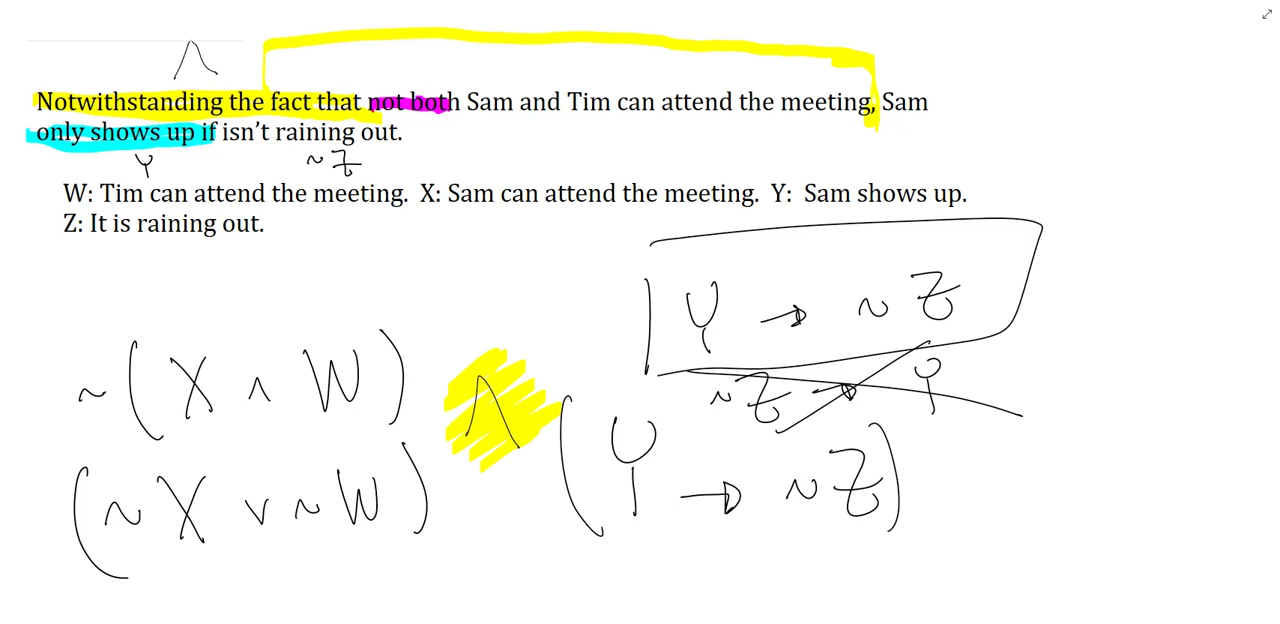 ∧
Notwithstanding the fact that not both Sam and Tim can attend the meeting, Sam
only shows up if isn't raining out.
Y ~Z
W: Tim can attend the meeting. X: Sam can attend the meeting. Y: Sam shows up.
Z: It is raining out.
Y → ~Z
~Z → Y
~(X ∧ W) ∧ (Y → ~Z)
(~X ∨ ~W)